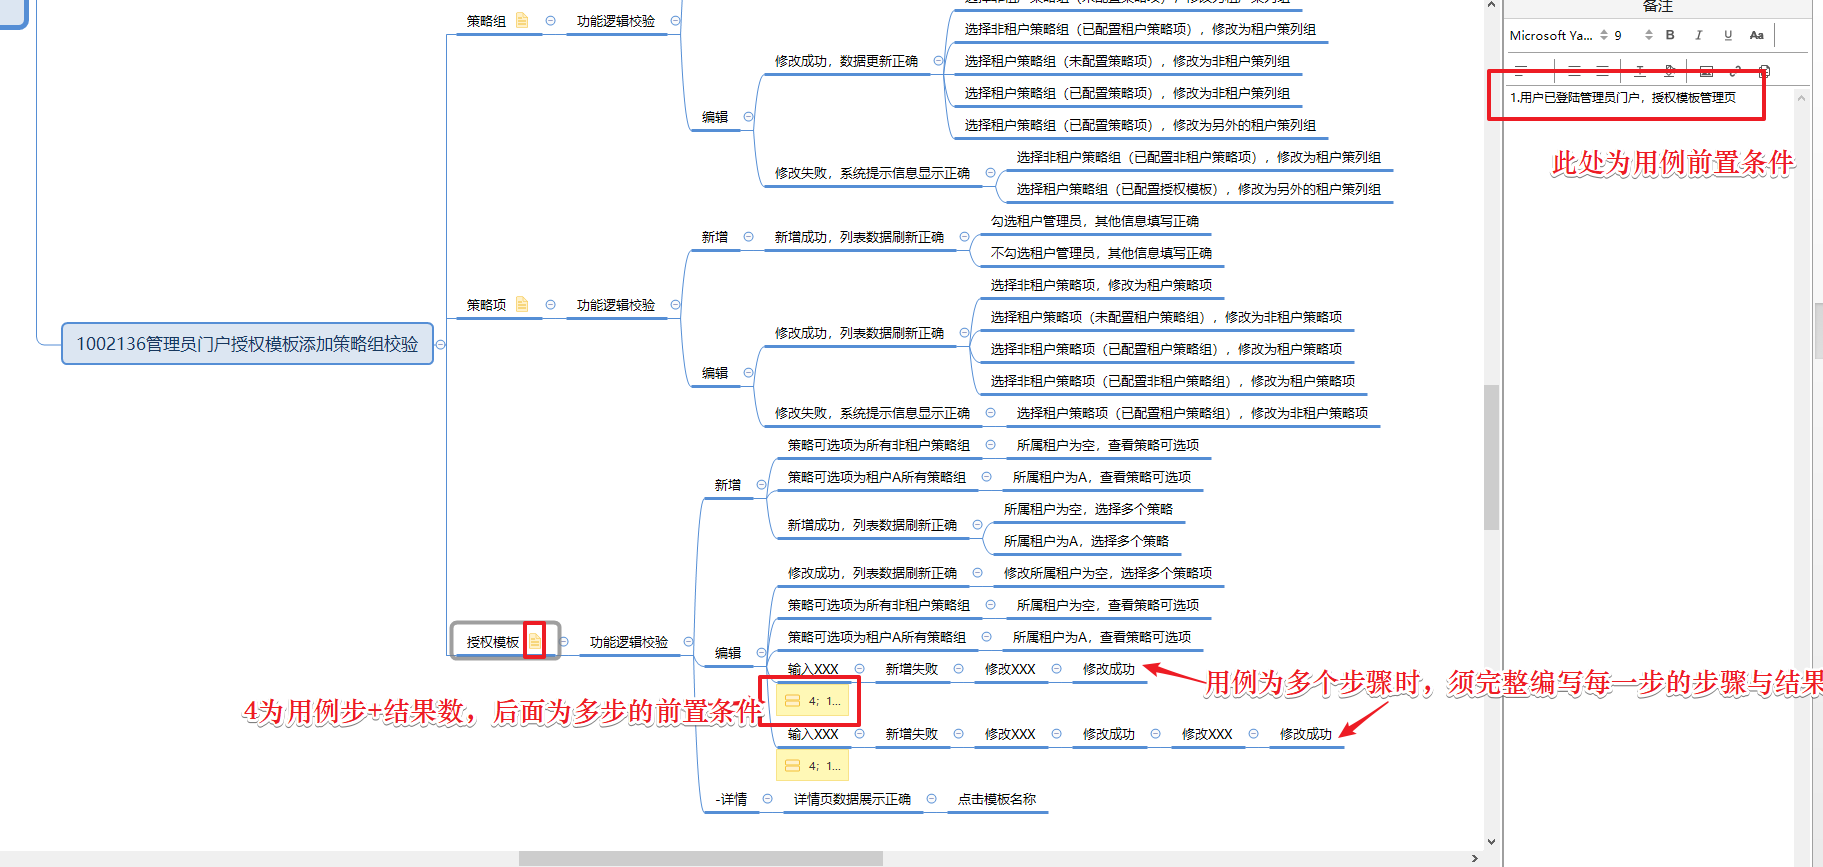 备注
Microsoft Ya...
9
B I U Aa
策略组
功能逻辑校验
选择非租户策略组（已配置租户策略项），修改为租户策列组
修改成功，数据更新正确
选择租户策略组（未配置策略项），修改为非租户策列组
选择租户策略组（已配置策略项），修改为非租户策列组
1.用户已登陆管理员门户，授权模板管理页
编辑
选择租户策略组（已配置策略项），修改为另外的租户策列组
此处为用例前置条件
选择非租户策略组（已配置非租户策略项），修改为租户策列组
修改失败，系统提示信息显示正确
选择租户策略组（已配置授权模板），修改为另外的租户策列组
勾选租户管理员，其他信息填写正确
新增
新增成功，列表数据刷新正确
不勾选租户管理员，其他信息填写正确
选择非租户策略项，修改为租户策略项
策略项
功能逻辑校验
选择租户策略项（未配置租户策略组），修改为非租户策略项
修改成功，列表数据刷新正确
1002136管理员门户授权模板添加策略组校验
选择非租户策略项（已配置租户策略组），修改为租户策略项
编辑
选择非租户策略项（已配置非租户策略组），修改为租户策略项
修改失败，系统提示信息显示正确
选择租户策略项（已配置租户策略组），修改为非租户策略项
策略可选项为所有非租户策略组
所属租户为空，查看策略可选项
新增
策略可选项为租户A所有策略组
所属租户为A，查看策略可选项
所属租户为空，选择多个策略
新增成功，列表数据刷新正确
所属租户为A，选择多个策略
修改成功，列表数据刷新正确
修改所属租户为空，选择多个策略项
策略可选项为所有非租户策略组
所属租户为空，查看策略可选项
授权模板
功能逻辑校验
策略可选项为租户A所有策略组
所属租户为A，查看策略可选项
编辑
输入XXX
新增失败
修改XXX
修改成功
用例为多个步骤时，须完整编写每一步的步骤与结果
4；1...
4为用例步+结果数，后面为多步的前置条件
输入XXX
新增失败
修改XXX
修改成功
修改XXX
修改成功
4；1...
-详情
详情页数据展示正确
点击模板名称